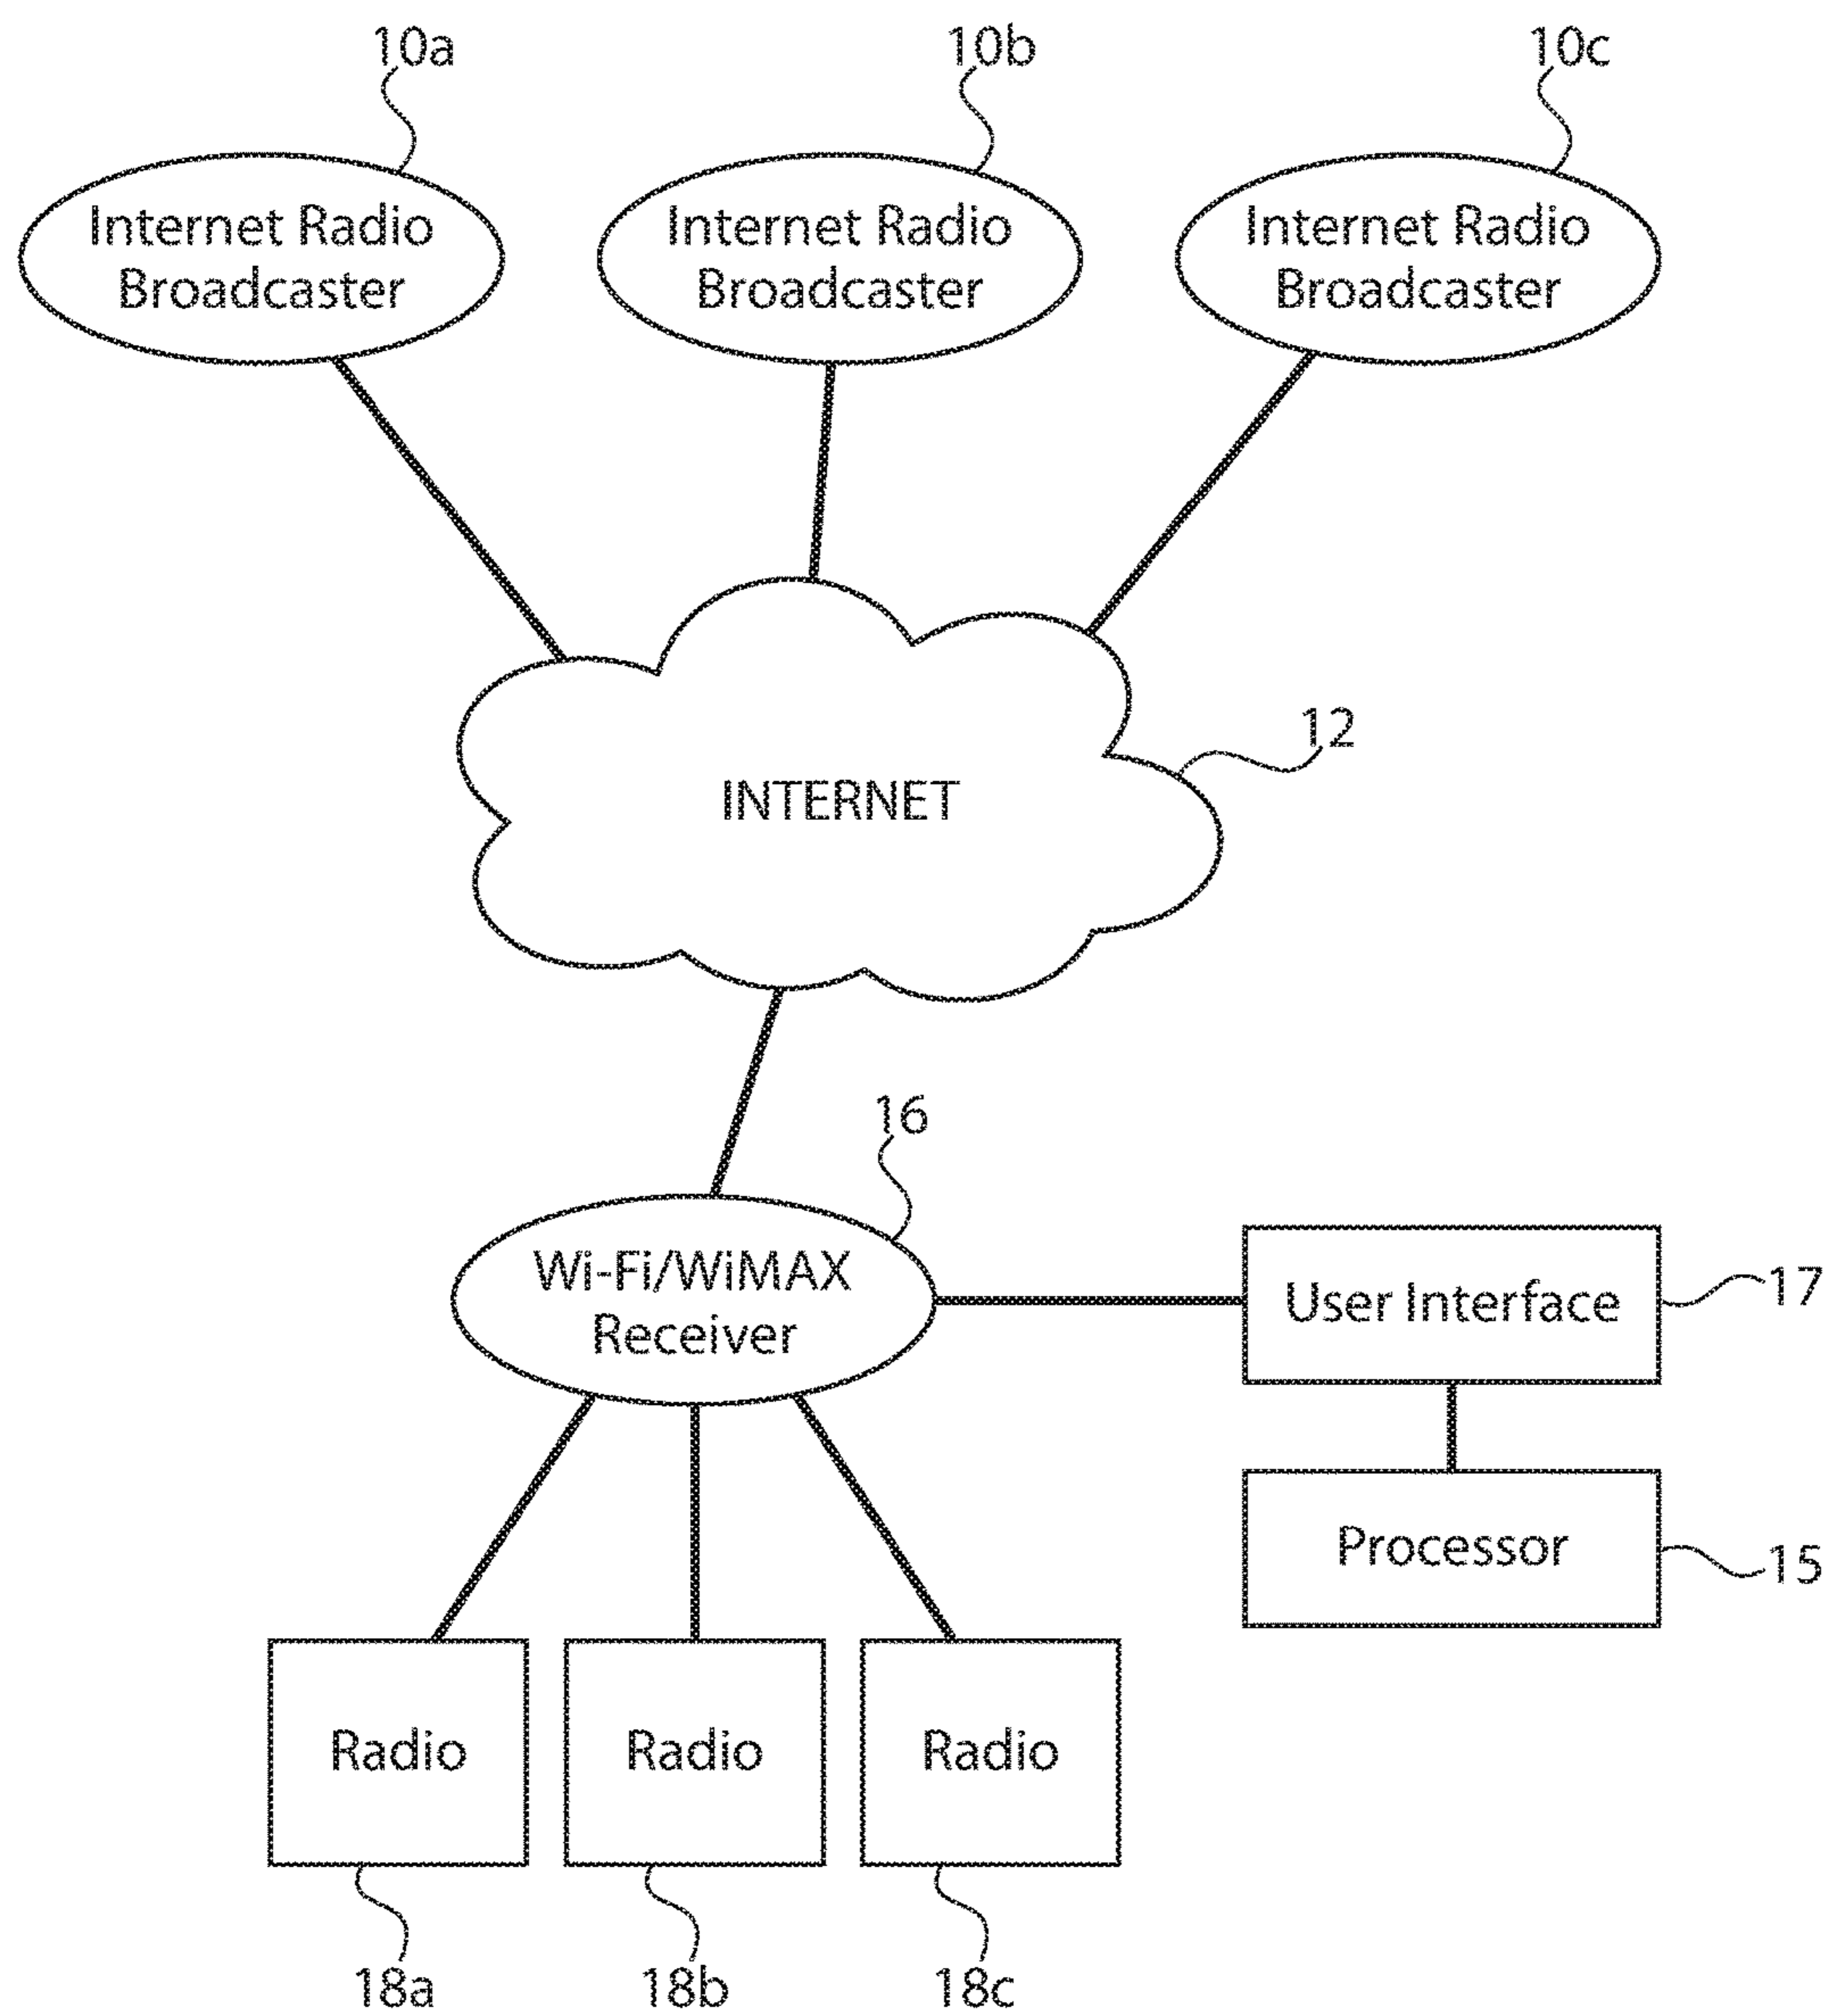 10a
10b
10c
Internet Radio
Broadcaster
Internet Radio
Broadcaster
Internet Radio
Broadcaster
12
INTERNET
16
Wi-Fi/WiMAX
Receiver
User Interface
17
Processor
15
Radio
Radio
Radio
18a
18b
18c